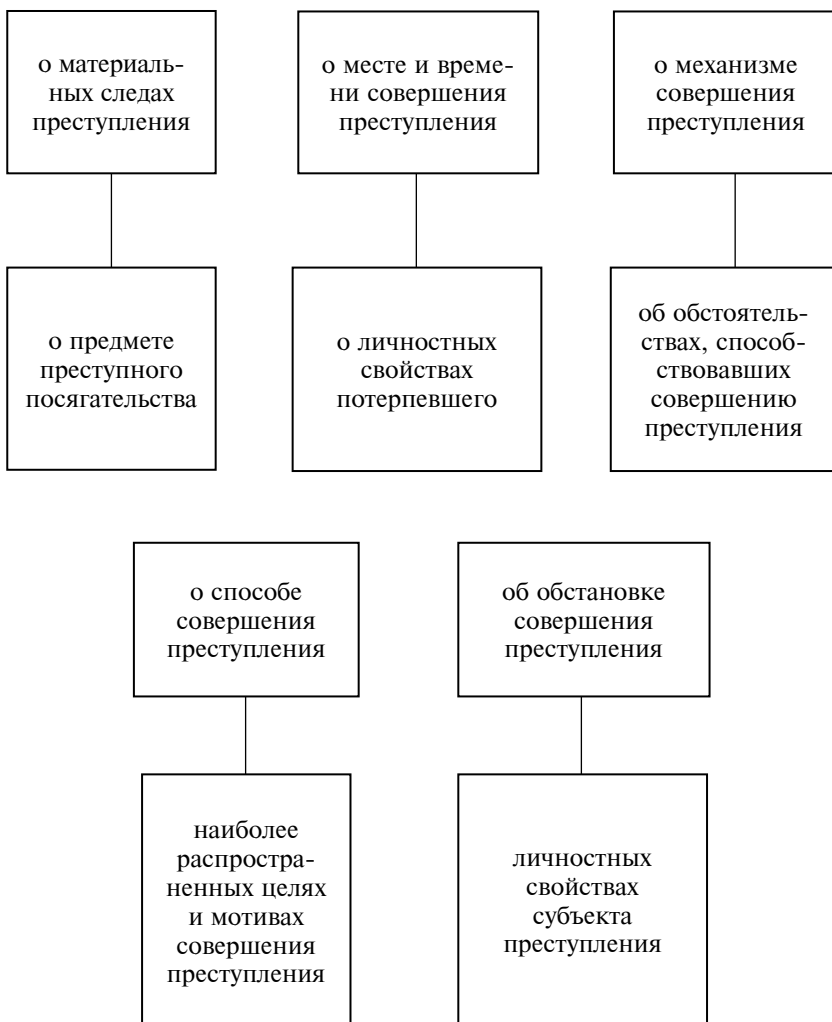 о материаль-
ных следах
преступления
о месте и време-
ни совершения
преступления
о механизме
совершения
преступления
о предмете
преступного
посягательства
о личностных
свойствах
потерпевшего
об обстоятель-
ствах, способ-
ствовавших
совершению
преступления
о способе
совершения
преступления
об обстановке
совершения
преступления
наиболее
распростра-
ненных целях
и мотивах
совершения
преступления
личностных
свойствах
субъекта
преступления